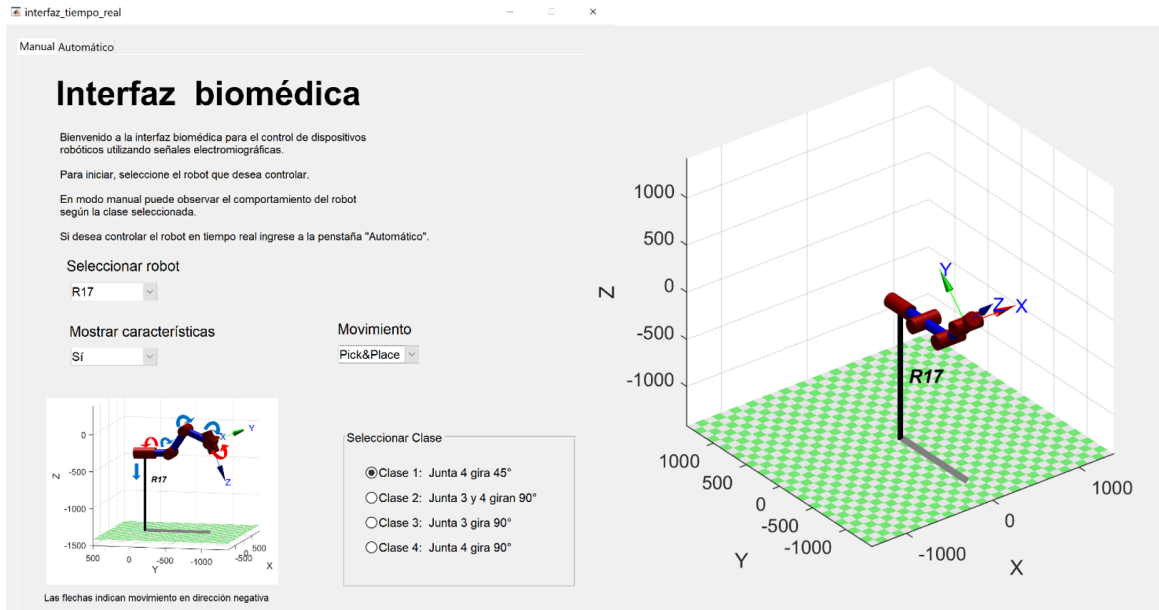 interfaz_tiempo_real
Manual Automático
Interfaz biomédica
Bienvenido a la interfaz biomédica para el control de dispositivos
robóticos utilizando señales electromiográficas.
Para iniciar, seleccione el robot que desea controlar.
En modo manual puede observar el comportamiento del robot
según la clase seleccionada.
Si desea controlar el robot en tiempo real ingrese a la penstaña "Automático".
Seleccionar robot
R17
Mostrar características
Sí
Movimiento
Pick&Place
0
-500
-1000
-1500
Z
500
0
-500
-1000
Y
-500
0
500
X
R17
X
Y
Z
Las flechas indican movimiento en dirección negativa
Seleccionar Clase
Clase 1: Junta 4 gira 45°
Clase 2: Junta 3 y 4 giran 90°
Clase 3: Junta 3 gira 90°
Clase 4: Junta 4 gira 90°
1000
500
0
-500
-1000
Z
Y
Z
X
R17
1000
500
0
-500
-1000
Y
-1000
0
1000
X